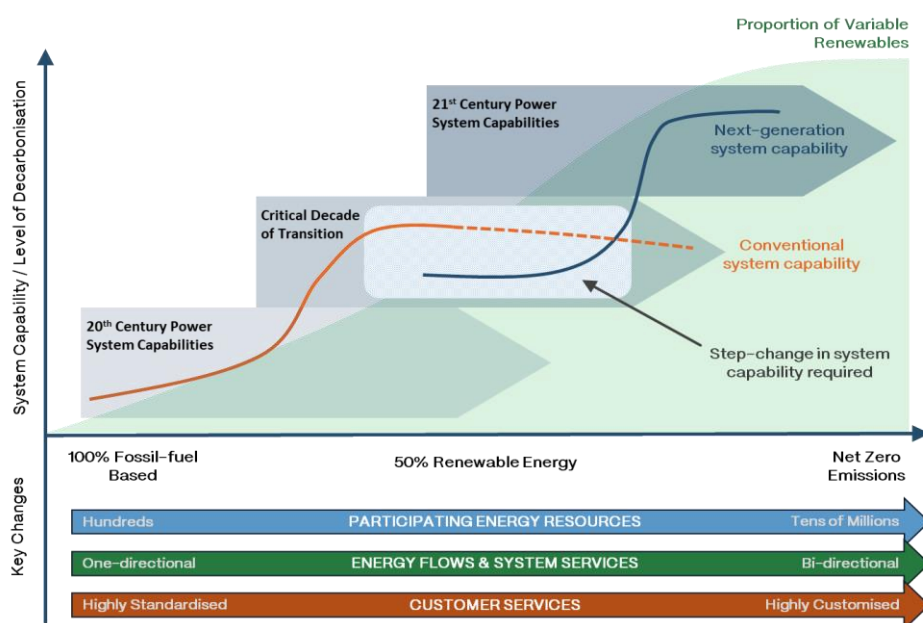 Proportion of Variable
Renewables
21st Century Power
System Capabilities
Next-generation
system capability
Critical Decade
of Transition
Conventional
system capability
20th Century Power
System Capabilities
Step-change in system
capability required
System Capability / Level of Decarbonisation
100% Fossil-fuel
Based
50% Renewable Energy
Net Zero
Emissions
Key Changes
Hundreds PARTICIPATING ENERGY RESOURCES Tens of Millions
One-directional ENERGY FLOWS & SYSTEM SERVICES Bi-directional
Highly Standardised CUSTOMER SERVICES Highly Customised